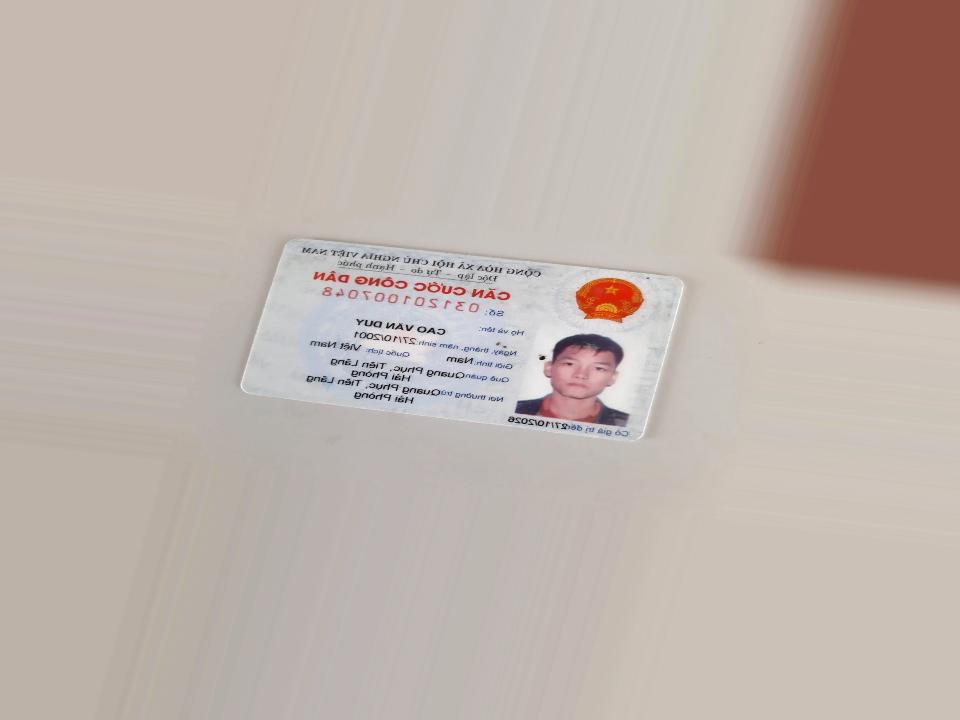 CỘNG HÒA XÃ HỘI CHỦ NGHĨA VIỆT NAM
Độc lập - Tự do - Hạnh phúc
CĂN CƯỚC CÔNG DÂN
Số: 031201007048
Họ và tên:
CAO VĂN DUY
Ngày, tháng, năm sinh: 27/10/2001
Giới tính: Nam Quốc tịch: Việt Nam
Quê quán: Quang Phục, Tiên Lãng
Hải Phòng
Nơi thường trú: Quang Phục, Tiên Lãng
Hải Phòng
Có giá trị đến: 27/10/2026